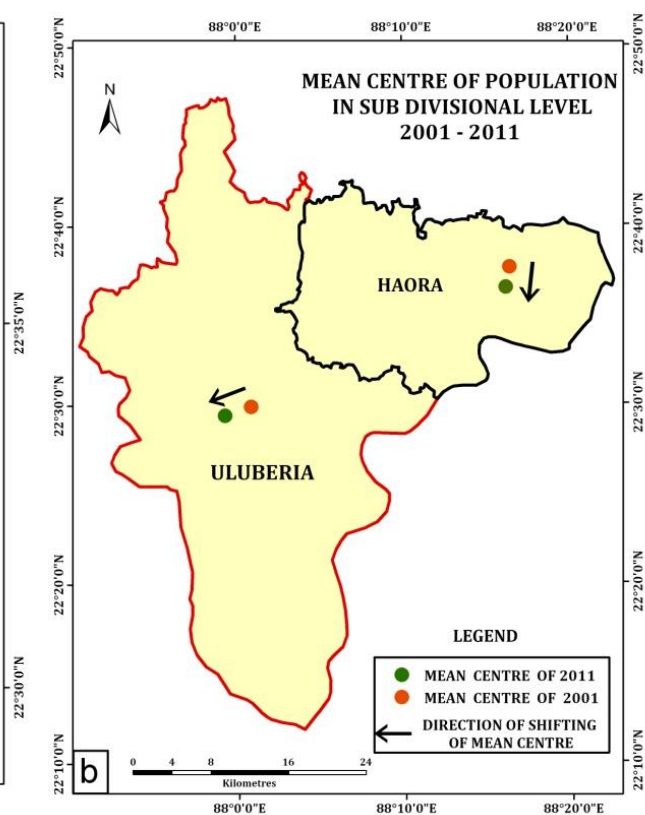 88°0'0"E
88°10'0"E
88°20'0"E
22°50'0"N
22°50'0"N
MEAN CENTRE OF POPULATION
IN SUB DIVISIONAL LEVEL
2001 - 2011
N
22°40'0"N
22°40'0"N
HAORA
22°35'0"N
22°30'0"N
22°30'0"N
ULUBERIA
22°20'0"N
22°20'0"N
LEGEND
MEAN CENTRE OF 2011
MEAN CENTRE OF 2001
DIRECTION OF SHIFTING
OF MEAN CENTRE
22°30'0"N
22°10'0"N
22°10'0"N
b
0 4 8 16 24
Kilometres
88°0'0"E
88°10'0"E
88°20'0"E